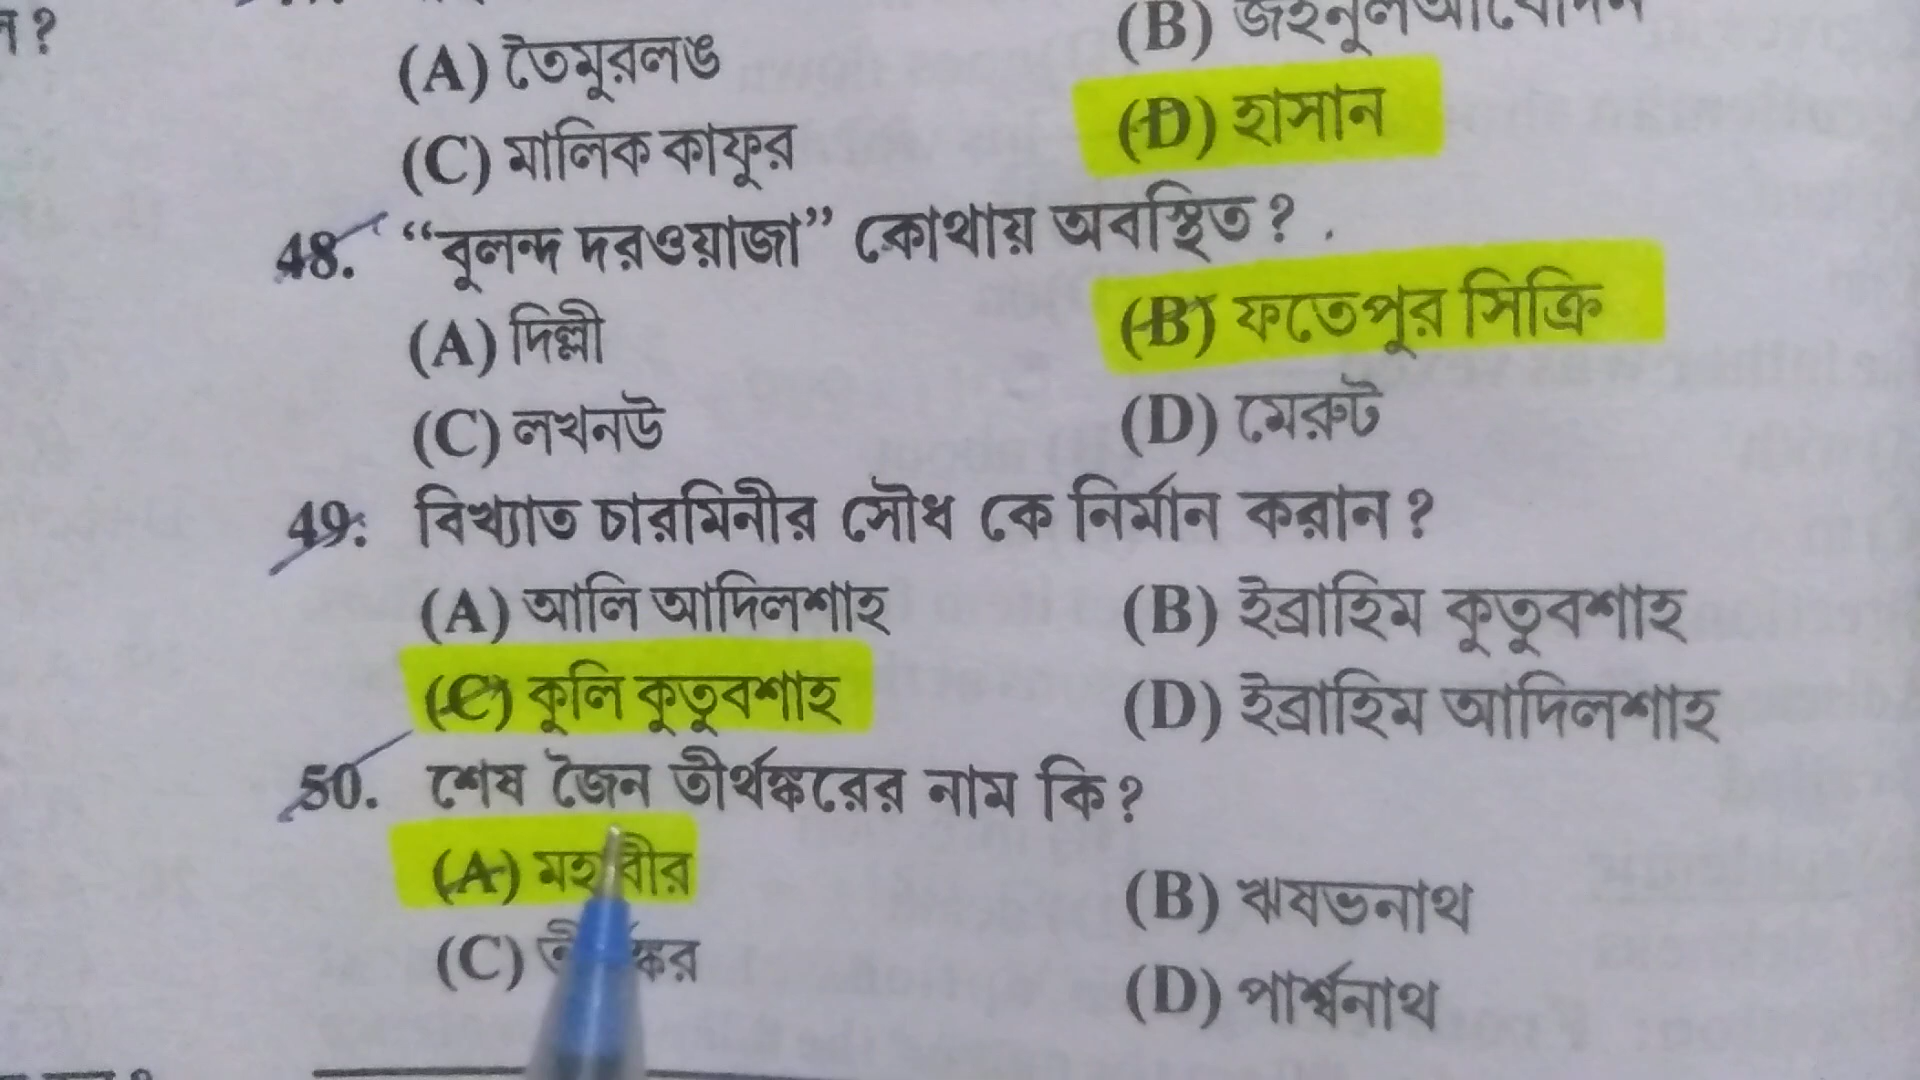 ন?
(A) তৈমুরলঙ (B)
(C) মালিক কাফুর (D) হাসান
48. “বুলন্দ দরওয়াজা” কোথায় অবস্থিত?
(A) দিল্লী (B) ফতেপুর সিক্রি
(C) লখনউ (D) মেরুট
49. বিখ্যাত চারমিনীর সৌধ কে নির্মান করান?
(A) আলি আদিলশাহ (B) ইব্রাহিম কুতুবশাহ
(C) কুলি কুতুবশাহ (D) ইব্রাহিম আদিলশাহ
50. শেষ জৈন তীর্থঙ্করের নাম কি?
(A) মহাবীর (B) ঋষভনাথ
(C) (D) পার্শ্বনাথ